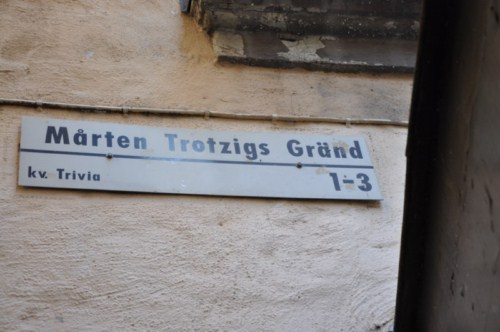 Mårten Trotzigs Gränd
kv. Trivia 1-3